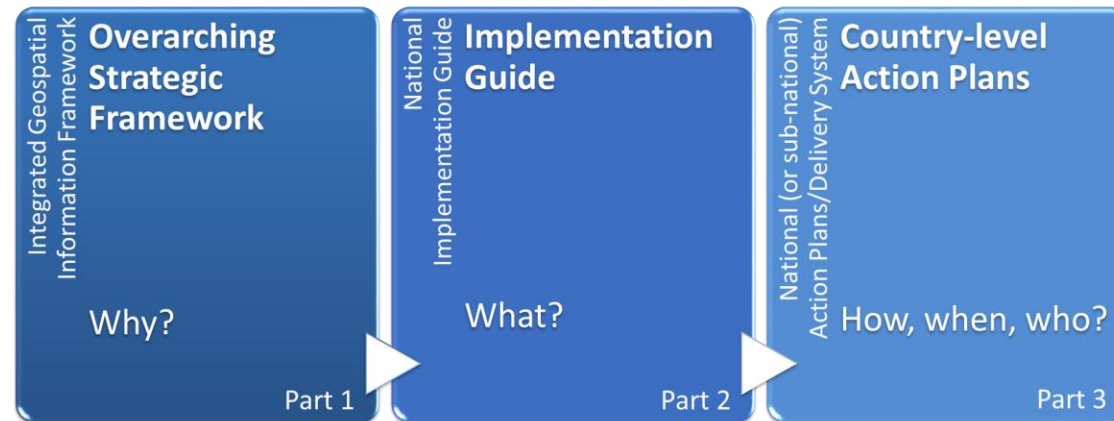 Integrated Geospatial
Information Framework
Overarching
Strategic
Framework
Why?
Part 1
National
Implementation Guide
Implementation
Guide
What?
Part 2
National (or sub-national)
Action Plans/Delivery System
Country-level
Action Plans
How, when, who?
Part 3